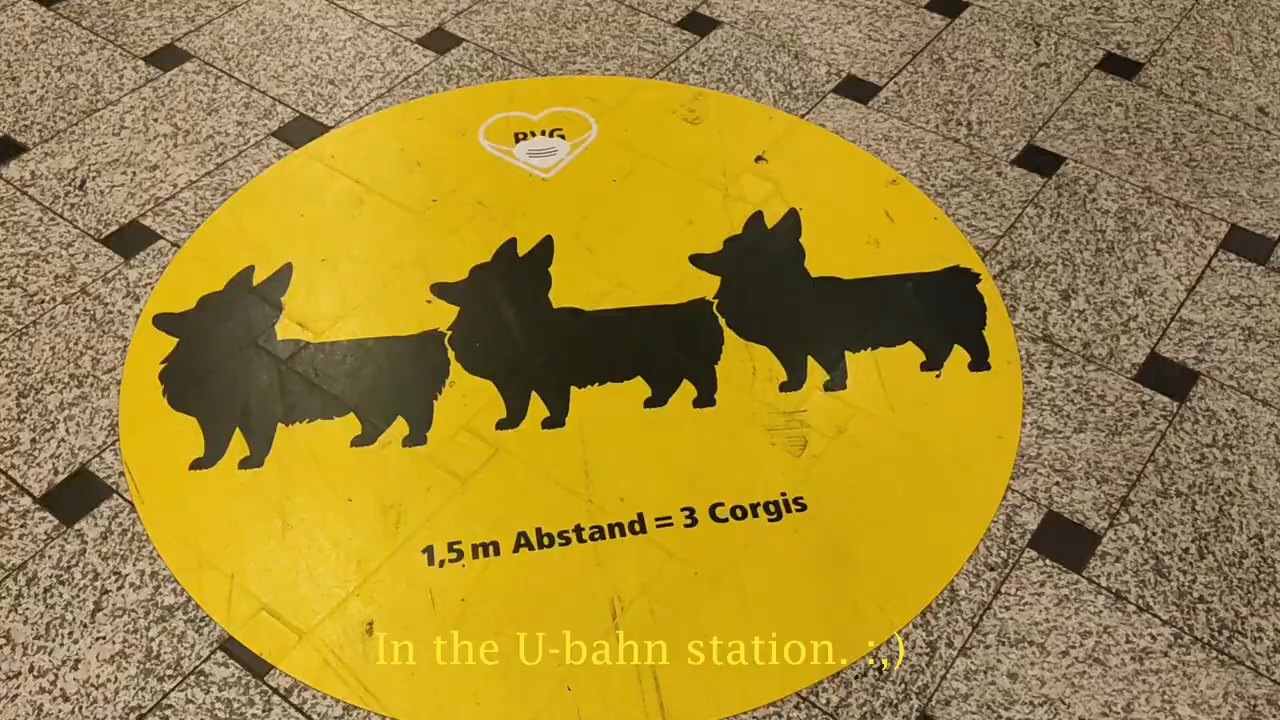 BVG
1,5 m Abstand = 3 Corgis
In the U-bahn station. :,)